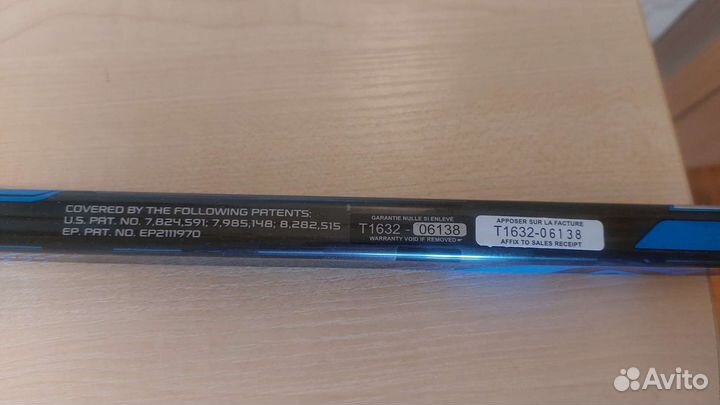 COVERED BY THE FOLLOWING PATENTS:
U.S. PAT. NO. 7,824,591; 7,985,148; 8,282,515
EP. PAT. NO. EP2111970
GARANTIE NULLE SI ENLEVÉ
T1632 - 06138
WARRANTY VOID IF REMOVED
APPOSER SUR LA FACTURE
T1632-06138
AFFIX TO SALES RECEIPT
Avito